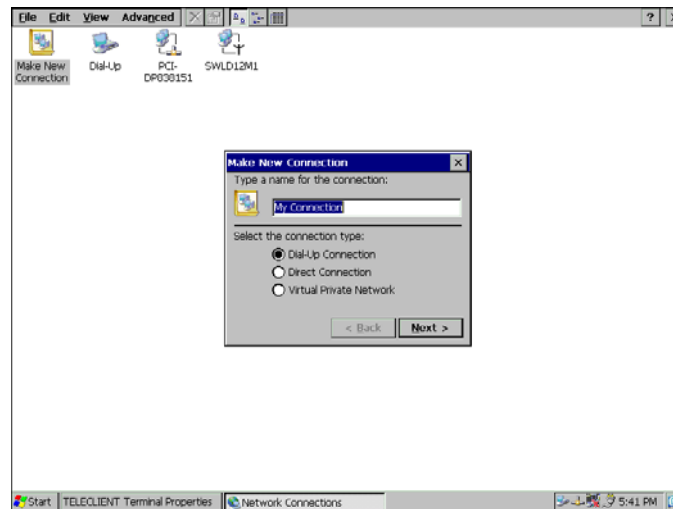 File Edit View Advanced ?
Make New Connection
Dial-Up
PCI-DP838151
SWLD12M1
Make New Connection
Type a name for the connection:
My Connection
Select the connection type:
Dial-Up Connection
Direct Connection
Virtual Private Network
< Back Next >
Start TELECLIENT Terminal Properties Network Connections 5:41 PM